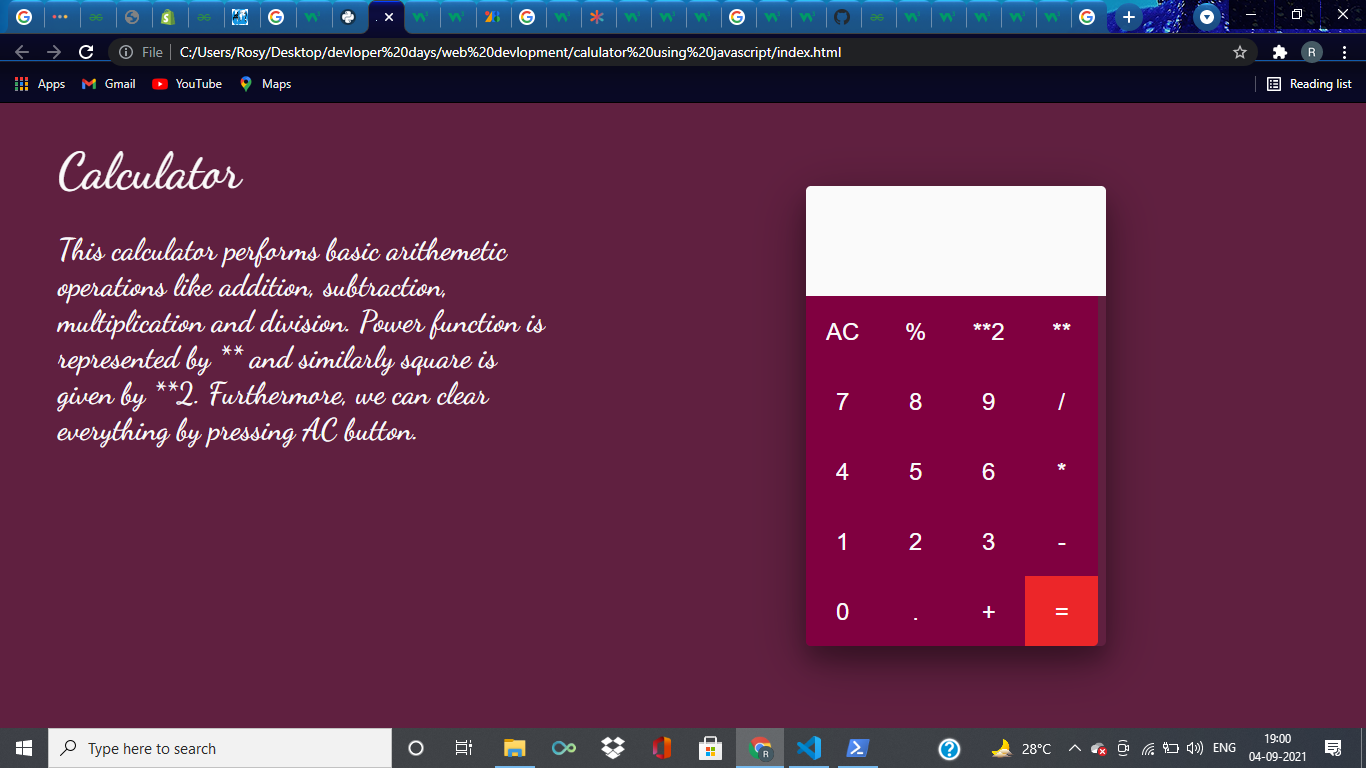 File
C:/Users/Rosy/Desktop/devloper%20days/web%20devlopment/calulator%20using%20javascript/index.html
R
Apps
Gmail
YouTube
Maps
Reading list
Calculator
This calculator performs basic arithemetic
operations like addition, subtraction,
multiplication and division. Power function is
represented by ** and similarly square is
given by **2. Furthermore, we can clear
everything by pressing AC button.
AC % **2 **
7 8 9 /
4 5 6 *
1 2 3 -
0 . + =
Type here to search
28°C
ENG
19:00
04-09-2021